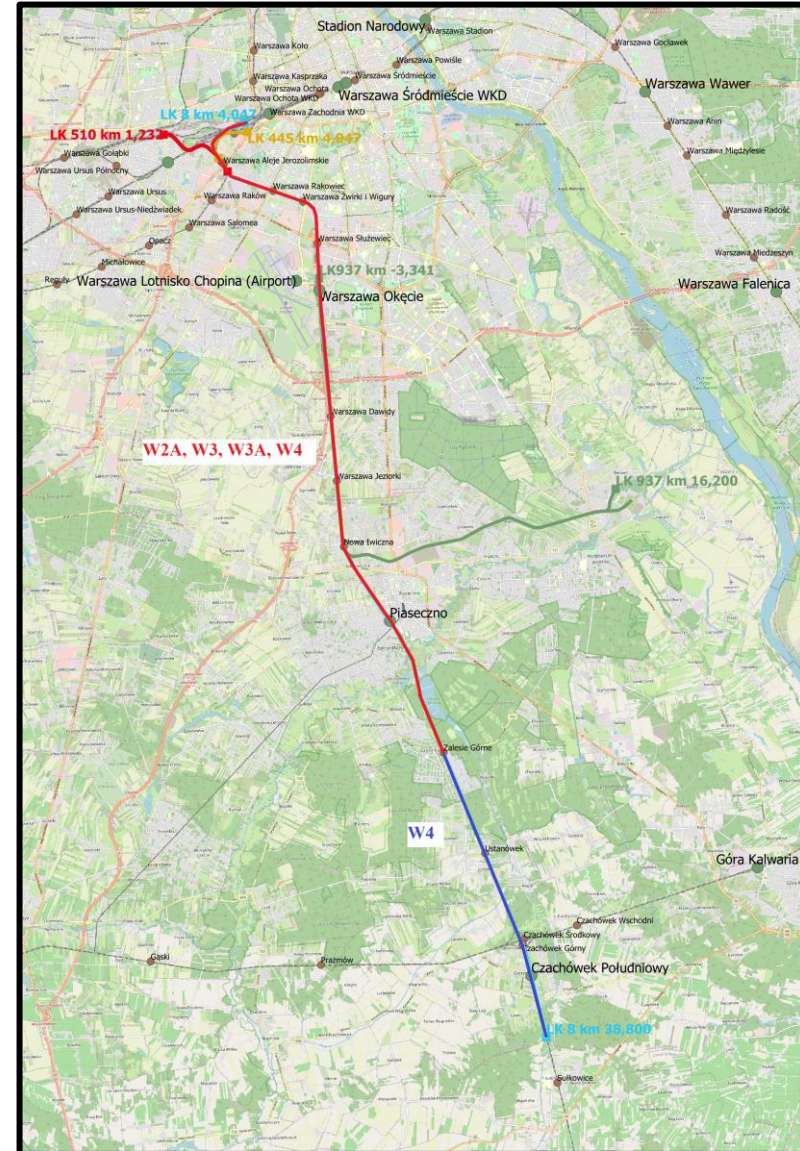 Stadion Narodowy
Warszawa Stadion
Warszawa Gocławek
Warszawa Koło
Warszawa Powiśle
Warszawa Kasprzaka
Warszawa Ochota
Warszawa Śródmieście
Warszawa Wawer
Warszawa Ochota WKD
Warszawa Śródmieście WKD
LK 8 km 4,047
Warszawa Zachodnia WKD
Warszawa Anin
LK 510 km 1,237
LK 445 km 4,047
Warszawa Gołąbki
Warszawa Międzylesie
Warszawa Ursus Północny
Warszawa Aleje Jerozolimskie
Warszawa Ursus
Warszawa Raków
Warszawa Rakowiec
Warszawa Żwirki i Wigury
Warszawa Ursus-Niedźwiadek
Warszawa Radość
Warszawa Salomea
Opacz
Warszawa Służewiec
Michałowice
Warszawa Miedzeszyn
Reguły
Warszawa Lotnisko Chopina (Airport)
LK937 km -3,341
Warszawa Falenica
Warszawa Okęcie
Warszawa Dawidy
W2A, W3, W3A, W4
Warszawa Jeziorki
LK 937 km 16,200
Nowa Iwiczna
Piaseczno
Zalesie Górne
W4
Ustanówek
Góra Kalwaria
Czachówek Wschodni
Czachówek Środkowy
Czachówek Górny
Gąski
Prażmów
Czachówek Południowy
LK 8 km 38,800
Sułkowice